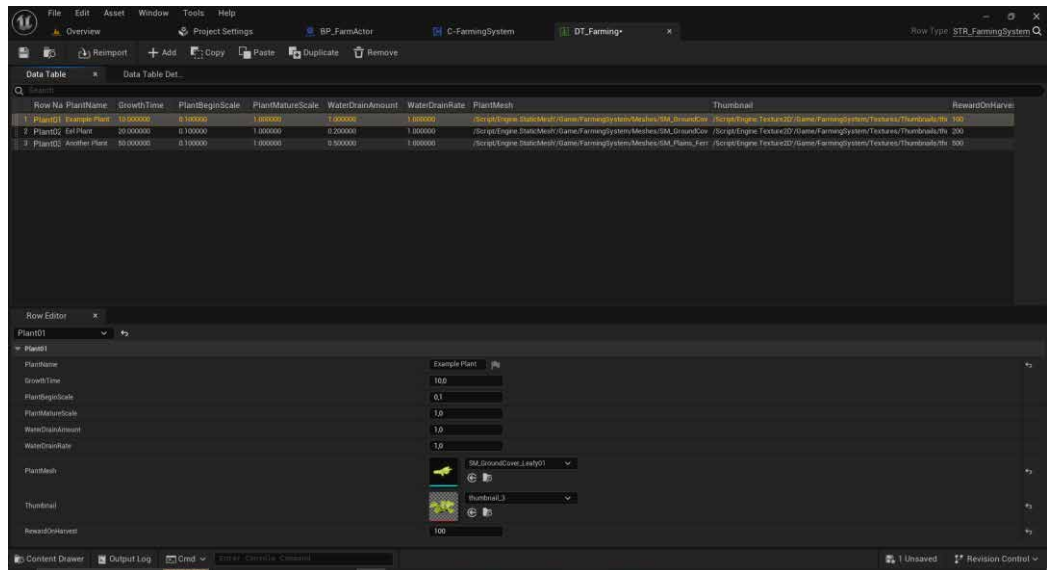 File Edit Asset Window Tools Help
Overview Project Settings BP_FarmActor C-FarmingSystem DT_Farming• Row Type STR_FarmingSystem
Reimport Add Copy Paste Duplicate Remove
Data Table Data Table Det...
Search
Row Na PlantName GrowthTime PlantBeginScale PlantMatureScale WaterDrainAmount WaterDrainRate PlantMesh Thumbnail RewardOnHarves
1 Plant01 Example Plant 10.000000 0.100000 1.000000 1.000000 1.000000 /Script/Engine.StaticMesh'/Game/FarmingSystem/Meshes/SM_GroundCov /Script/Engine.Texture2D'/Game/FarmingSystem/Textures/Thumbnails/thu 100
2 Plant02 Eel Plant 20.000000 0.100000 1.000000 0.200000 1.000000 /Script/Engine.StaticMesh'/Game/FarmingSystem/Meshes/SM_GroundCov /Script/Engine.Texture2D'/Game/FarmingSystem/Textures/Thumbnails/thu 200
3 Plant03 Another Plant 50.000000 0.100000 1.000000 0.500000 1.000000 /Script/Engine.StaticMesh'/Game/FarmingSystem/Meshes/SM_Plains_Fern /Script/Engine.Texture2D'/Game/FarmingSystem/Textures/Thumbnails/thu 500
Row Editor
Plant01
Plant01
PlantName Example Plant
GrowthTime 10,0
PlantBeginScale 0,1
PlantMatureScale 1,0
WaterDrainAmount 1,0
WaterDrainRate 1,0
PlantMesh SM_GroundCover_Leafy01
Thumbnail thumbnail_3
RewardOnHarvest 100
Content Drawer Output Log Cmd Enter Console Command 1 Unsaved Revision Control